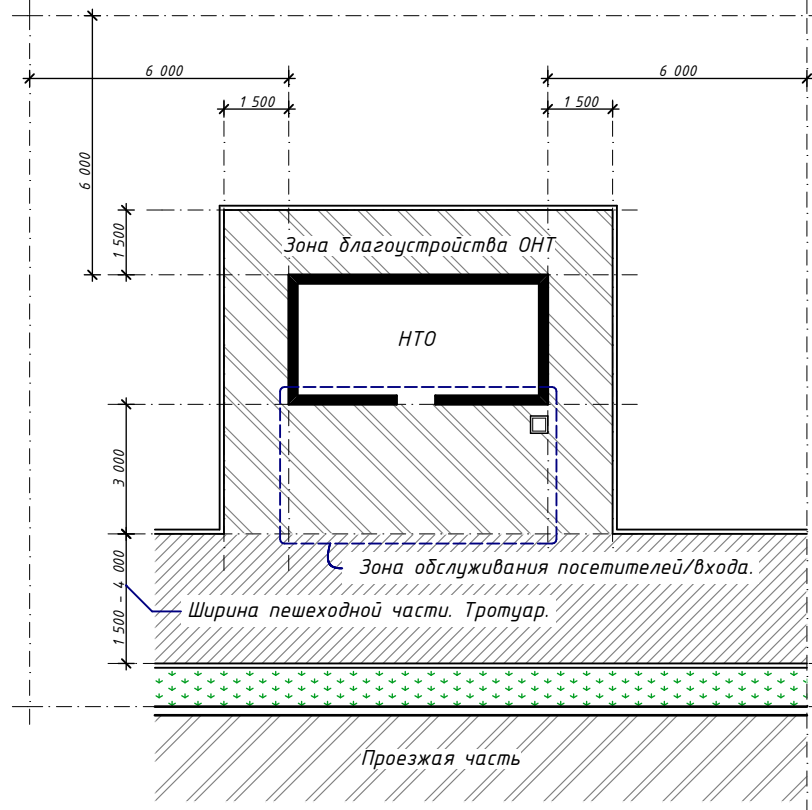 6 000
6 000
1 500
1 500
6 000
1 500
Зона благоустройства ОНТ
НТО
3 000
Зона обслуживания посетителей/входа.
1 500 - 4 000
Ширина пешеходной части. Тротуар.
Проезжая часть